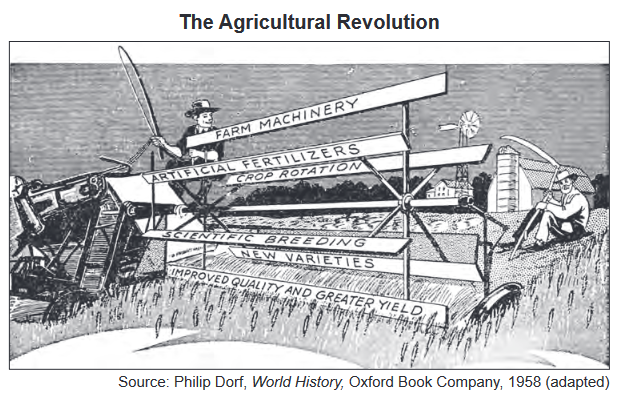 The Agricultural Revolution
FARM MACHINERY
ARTIFICIAL FERTILIZERS
CROP ROTATION
SCIENTIFIC BREEDING
NEW VARIETIES
IMPROVED QUALITY AND GREATER YIELD
Source: Philip Dorf, World History, Oxford Book Company, 1958 (adapted)